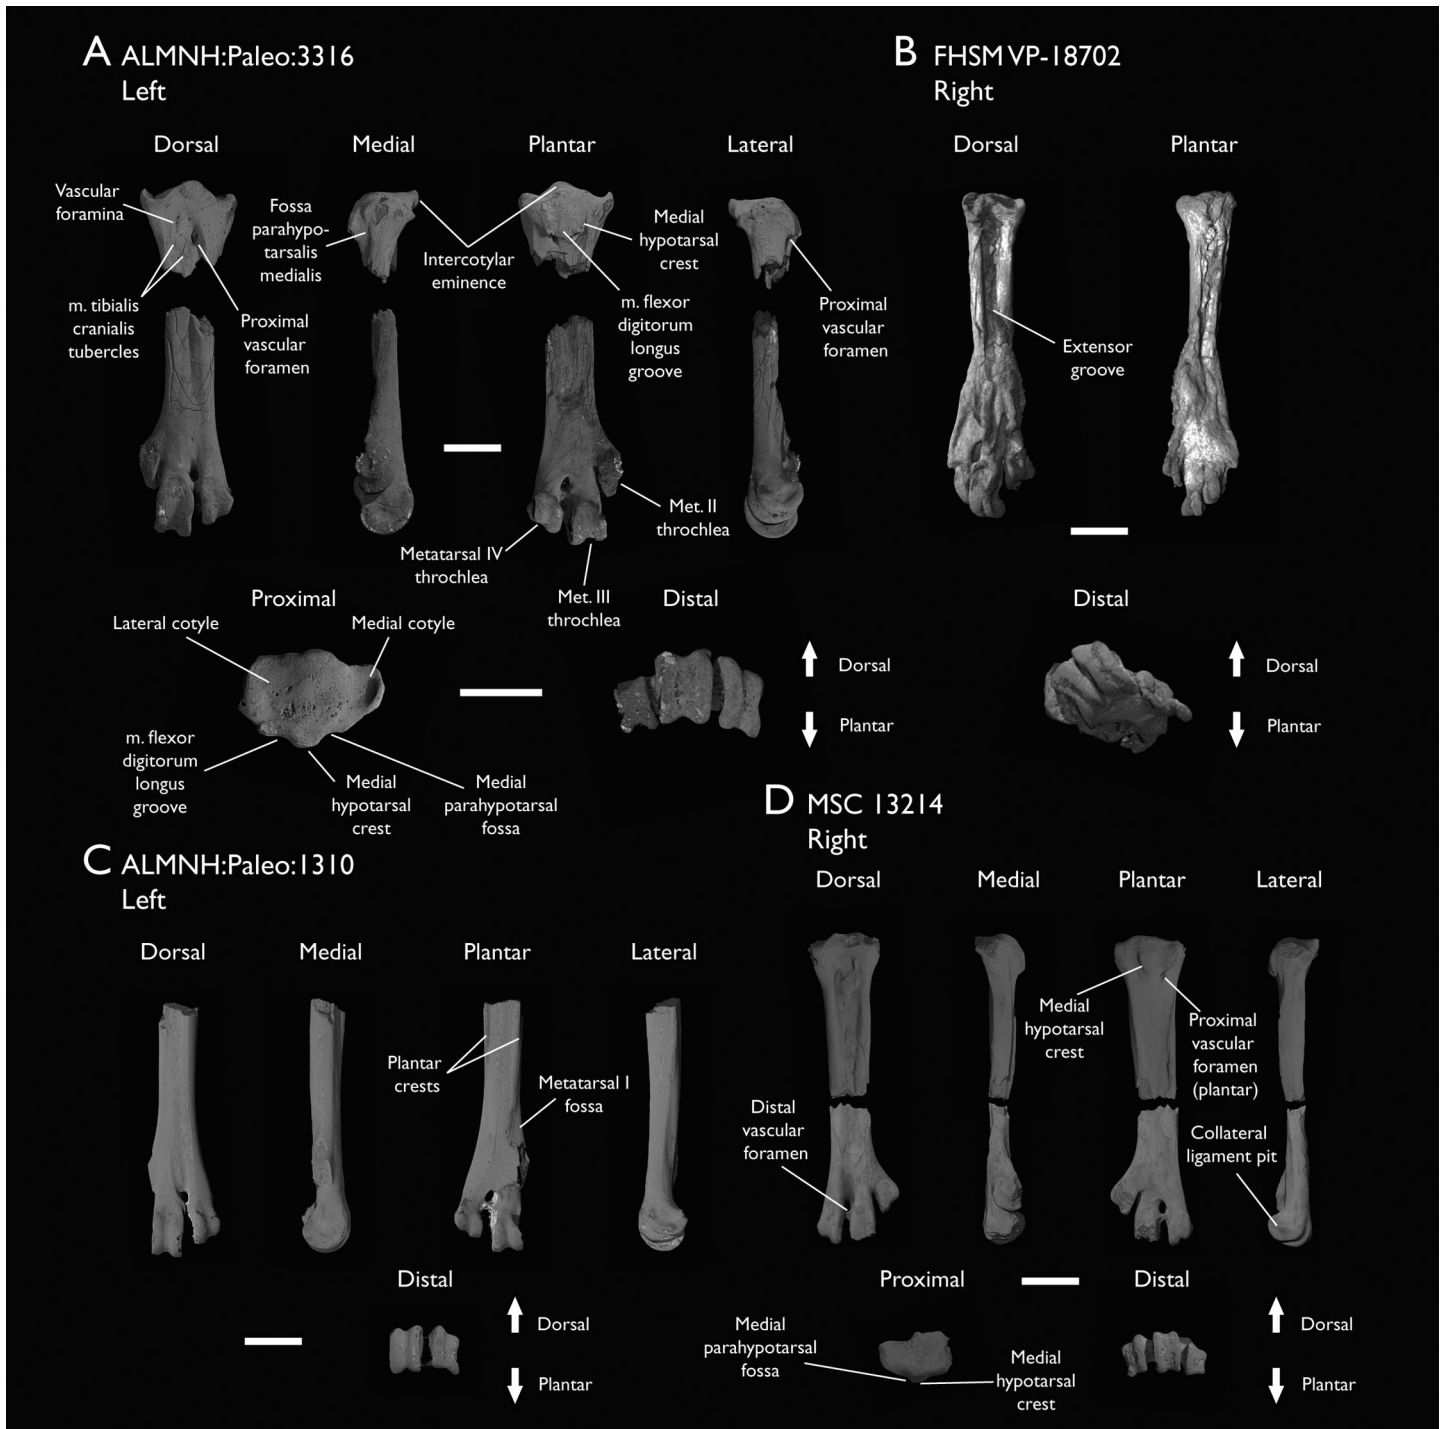 A ALMNH:Paleo:3316
Left
Dorsal
Medial
Plantar
Lateral
Vascular
foramina
m. tibialis
cranialis
tubercles
Proximal
vascular
foramen
Fossa
parahypo-
tarsalis
medialis
Intercotylar
eminence
Medial
hypotarsal
crest
m. flexor
digitorum
longus
groove
Proximal
vascular
foramen
Metatarsal IV
throchlea
Met. III
throchlea
Met. II
throchlea
Proximal
Lateral cotyle
Medial cotyle
m. flexor
digitorum
longus
groove
Medial
hypotarsal
crest
Medial
parahypotarsal
fossa
Distal
Dorsal
Plantar
B FHSM VP-18702
Right
Dorsal
Plantar
Extensor
groove
Distal
Dorsal
Plantar
C ALMNH:Paleo:1310
Left
Dorsal
Medial
Plantar
Lateral
Plantar
crests
Metatarsal I
fossa
Distal
Dorsal
Plantar
D MSC 13214
Right
Dorsal
Medial
Plantar
Lateral
Distal
vascular
foramen
Medial
hypotarsal
crest
Proximal
vascular
foramen
(plantar)
Collateral
ligament pit
Proximal
Medial
parahypotarsal
fossa
Medial
hypotarsal
crest
Distal
Dorsal
Plantar